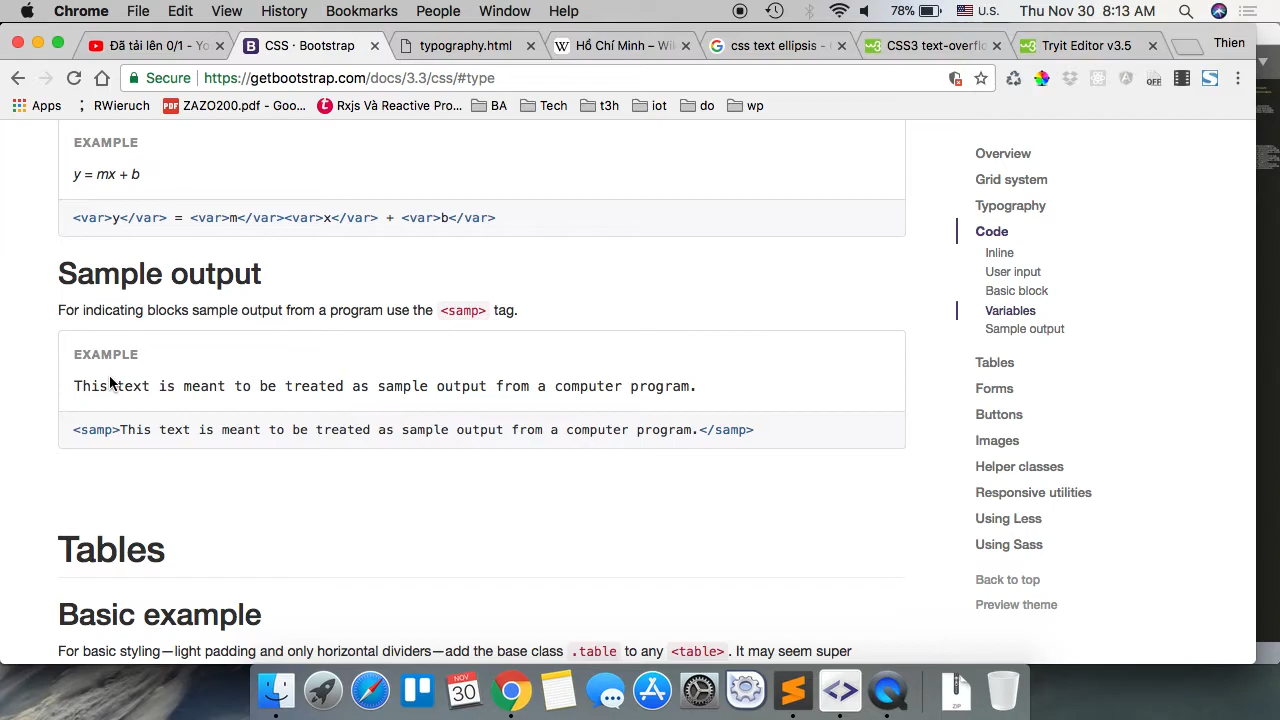 Chrome File Edit View History Bookmarks People Window Help 78% U.S. Thu Nov 30 8:13 AM
Đã tải lên 0/1 - Yo
CSS · Bootstrap
typography.html
Hồ Chí Minh – Wi
css text ellipis -
CSS3 text-overflo
Tryit Editor v3.5
Thien
Secure https://getbootstrap.com/docs/3.3/css/#type
OFF
Apps RWieruch ZAZO200.pdf - Goo... Rxjs Và Reactive Pro... BA Tech t3h iot do wp
EXAMPLE
y = mx + b
<var>y</var> = <var>m</var><var>x</var> + <var>b</var>
Sample output
For indicating blocks sample output from a program use the <samp> tag.
EXAMPLE
This text is meant to be treated as sample output from a computer program.
<samp>This text is meant to be treated as sample output from a computer program.</samp>
Tables
Basic example
For basic styling—light padding and only horizontal dividers—add the base class .table to any <table>. It may seem super
Overview
Grid system
Typography
Code
Inline
User input
Basic block
Variables
Sample output
Tables
Forms
Buttons
Images
Helper classes
Responsive utilities
Using Less
Using Sass
Back to top
Preview theme
NOV
30
ZIP